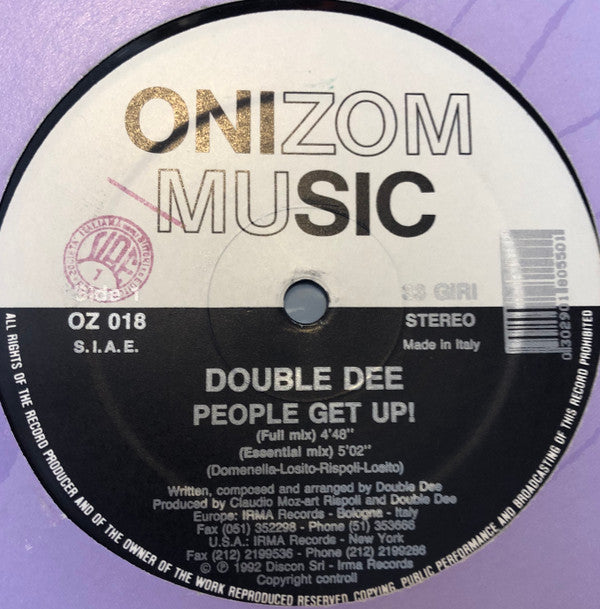 ONIZOM
MUSIC
SIDE
Side 1
33 GIRI
OZ 018
STEREO
S.I.A.E.
Made in Italy
DOUBLE DEE
PEOPLE GET UP!
(Full mix) 4'48"
(Essential mix) 5'02"
(Domenella-Losito-Rispoli-Losito)
Written, composed and arranged by Double Dee
Produced by Claudio Moz-art Rispoli and Double Dee
Europe: IRMA Records - Bologna - Italy
Fax (051) 352298 - Phone (51) 353666
U.S.A.: IRMA Records - New York
Fax (212) 2199536 - Phone (212) 2199286
© ℗ 1992 Discon Srl - Irma Records
Copyright controll
ALL RIGHTS OF THE RECORD PRODUCER AND OF THE OWNER OF THE WORK REPRODUCED RESERVED. COPYING, PUBLIC PERFORMANCE AND BROADCASTING OF THIS RECORD PROHIBITED